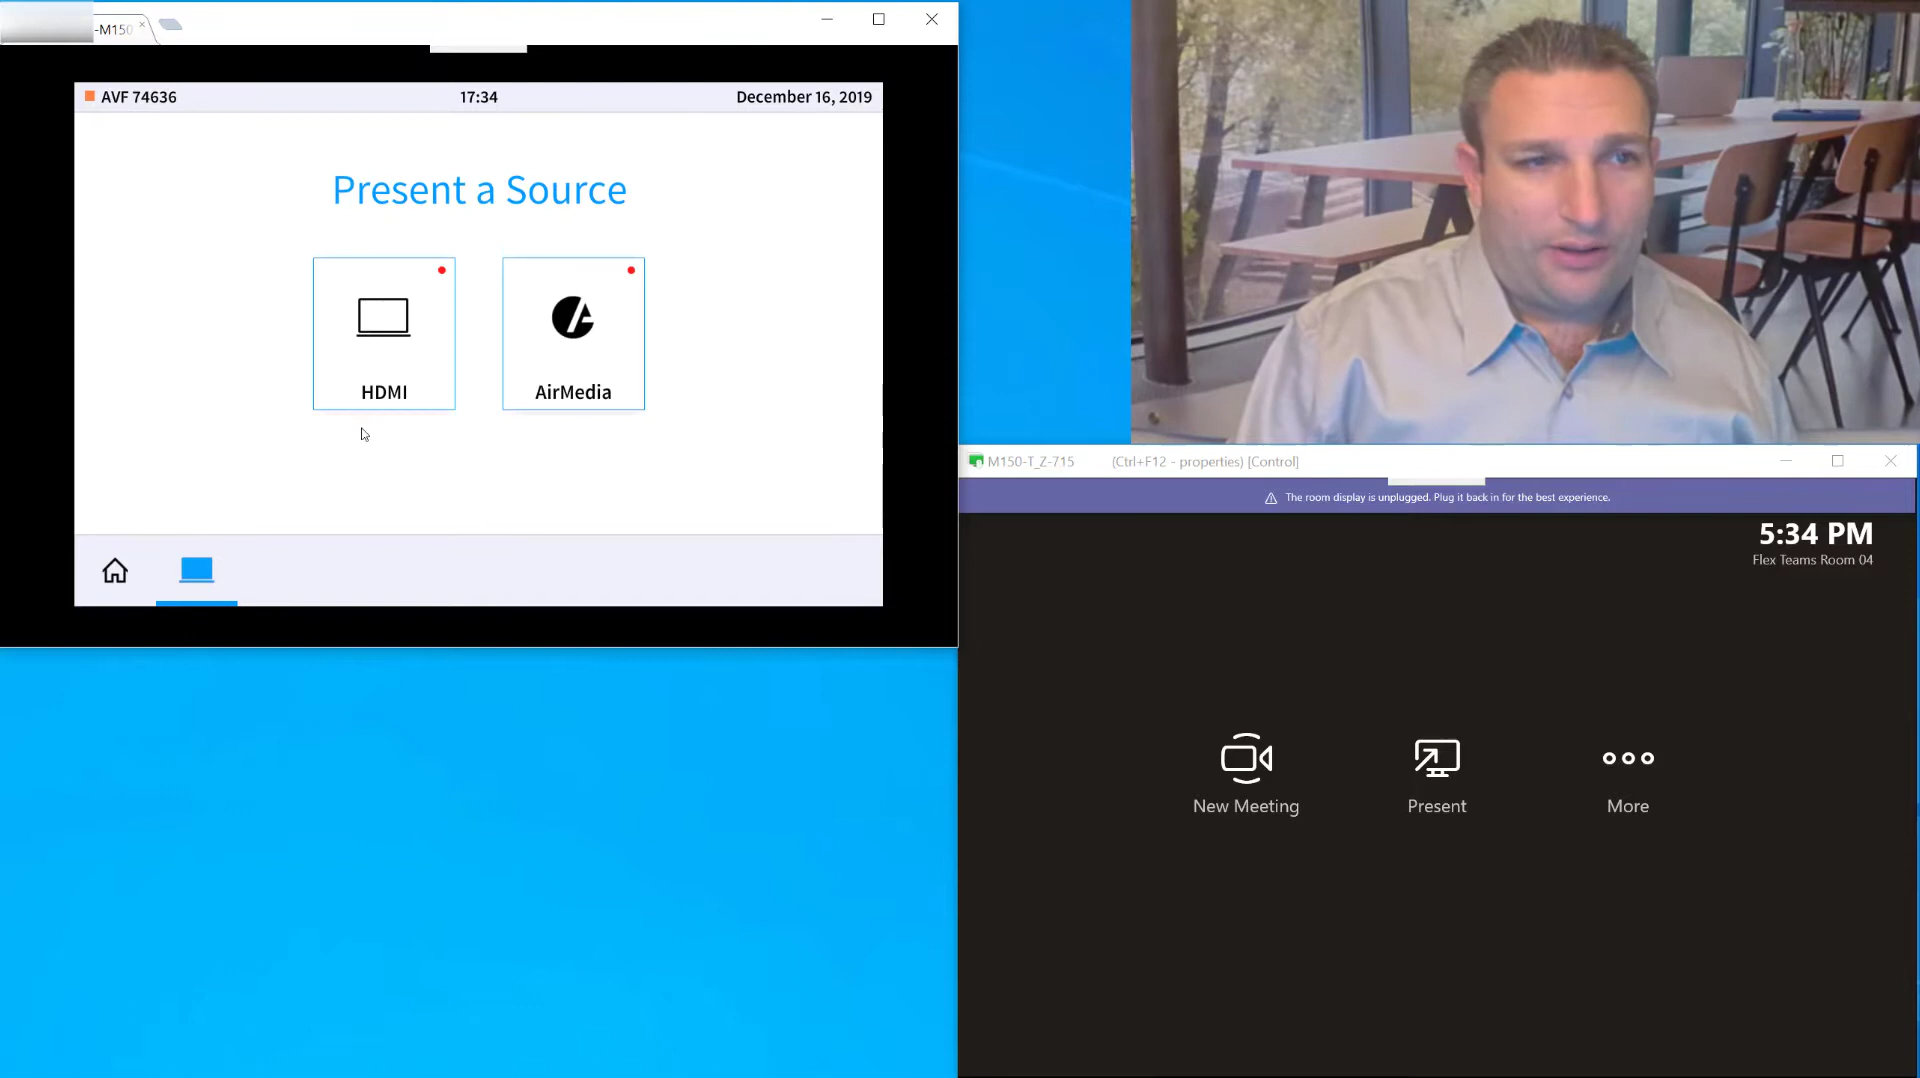 -M150
AVF 74636
17:34
December 16, 2019
Present a Source
HDMI
AirMedia
M150-T_Z-715
(Ctrl+F12 - properties) [Control]
The room display is unplugged. Plug it back in for the best experience.
5:34 PM
Flex Teams Room 04
New Meeting
Present
More